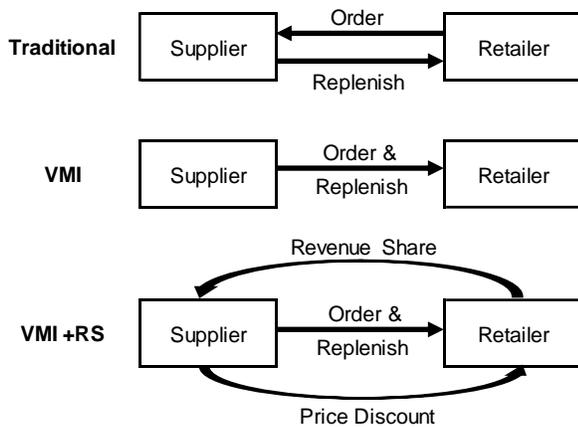 Order
Traditional
Supplier
Retailer
Replenish
VMI
Supplier
Order &
Replenish
Retailer
Revenue Share
VMI +RS
Supplier
Order &
Replenish
Retailer
Price Discount